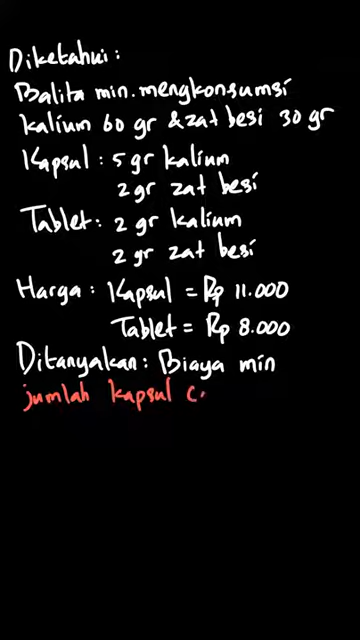 Diketahui :
Balita min. mengkonsumsi
kalium 60 gr & zat besi 30 gr
Kapsul : 5 gr kalium
2 gr zat besi
Tablet : 2 gr kalium
2 gr zat besi
Harga : Kapsul = Rp 11.000
Tablet = Rp 8.000
Ditanyakan : Biaya min
jumlah kapsul c